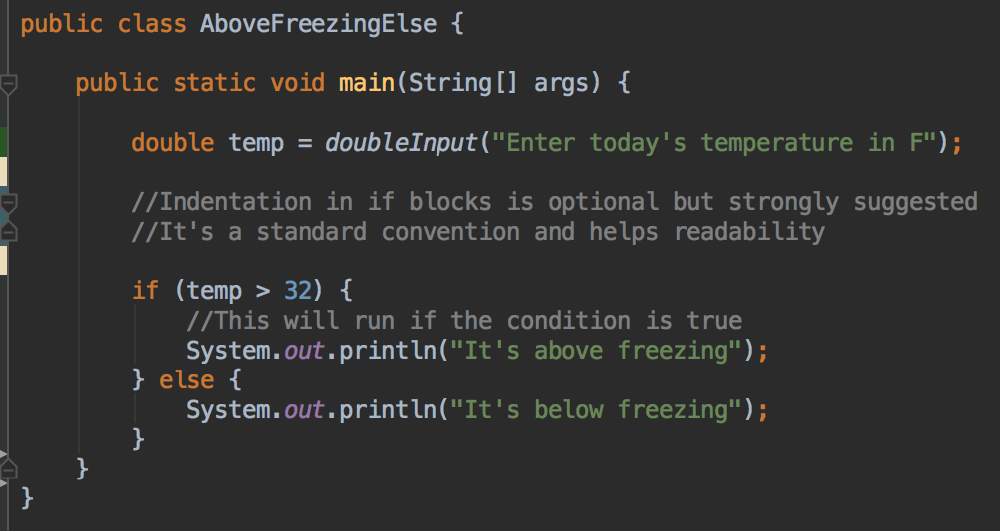 public class AboveFreezingElse {
public static void main(String[] args) {
double temp = doubleInput("Enter today's temperature in F");
//Indentation in if blocks is optional but strongly suggested
//It's a standard convention and helps readability
if (temp > 32) {
//This will run if the condition is true
System.out.println("It's above freezing");
} else {
System.out.println("It's below freezing");
}
}
}